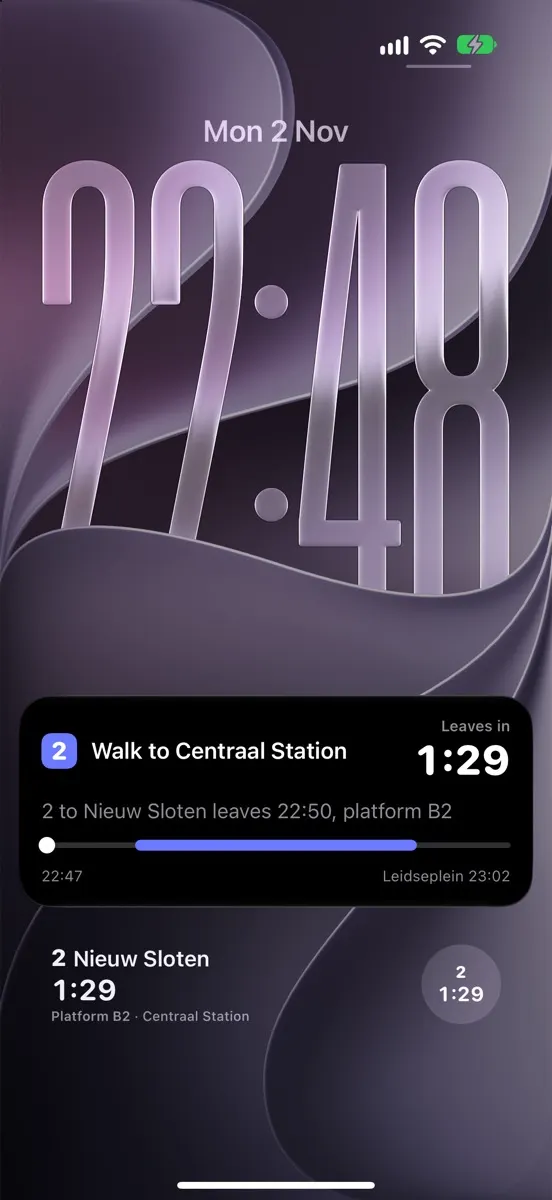 Mon 2 Nov
22:48
Leaves in
2 Walk to Centraal Station 1:29
2 to Nieuw Sloten leaves 22:50, platform B2
22:47 Leidseplein 23:02
2 Nieuw Sloten
1:29
Platform B2 · Centraal Station
2
1:29